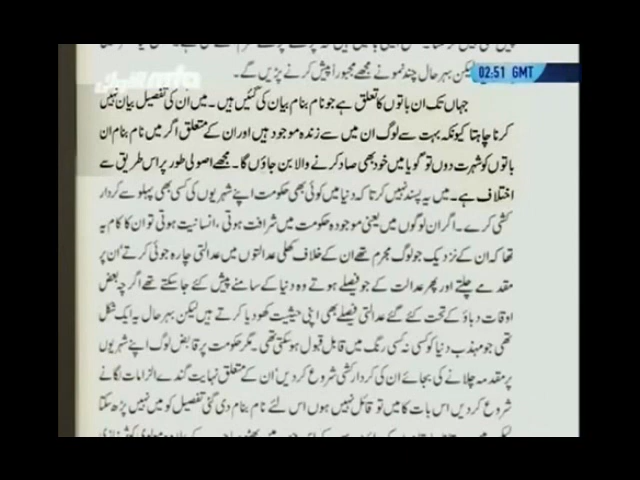 لیکن بہر حال چند نمونے مجھے مجبوراً پیش کرنے پڑیں گے۔
02:51 GMT
جہاں تک ان باتوں کا تعلق ہے جو نام بنام بیان کی گئیں ہیں۔ میں ان کی تفصیل بیان نہیں
کرنا چاہتا کیونکہ بہت سے لوگ ان میں سے زندہ موجود ہیں اور ان کے متعلق اگر میں نام بنام ان
باتوں کو شہرت دوں تو گویا میں خود بھی صاد کرنے والا بن جاؤں گا۔ مجھے اصولی طور پر اس طریق سے
اختلاف ہے۔ میں یہ پسند نہیں کرتا کہ دنیا میں کوئی بھی حکومت اپنے شہریوں کی کسی بھی پہلو سے کردار
کشی کرے۔ اگر ان لوگوں میں یعنی موجودہ حکومت میں شرافت ہوتی، انسانیت ہوتی تو ان کا کام یہ
تھا کہ ان کے نزدیک جو لوگ مجرم تھے ان کے خلاف کھلی عدالتوں میں عدالتی چارہ جوئی کرتے ان پر
مقدمے چلتے اور پھر عدالت کے جو فیصلے ہوتے وہ دنیا کے سامنے پیش کئے جاسکتے تھے اگرچہ بعض
اوقات دباؤ کے تحت کئے گئے عدالتی فیصلے بھی اپنی حیثیت کھو دیا کرتے ہیں لیکن بہر حال یہ ایک شکل
تھی جو مہذب دنیا کو کسی نہ کسی رنگ میں قابل قبول ہوسکتی تھی۔ مگر حکومت پر قابض لوگ اپنے شہریوں
پر مقدمہ چلانے کی بجائے ان کی کردار کشی شروع کر دیں' ان کے متعلق نہایت گندے الزامات لگانے
شروع کر دیں اس بات کا میں تو قائل نہیں ہوں اس لئے نام بنام دی گئی تفصیل کو میں نہیں پڑھ سکتا